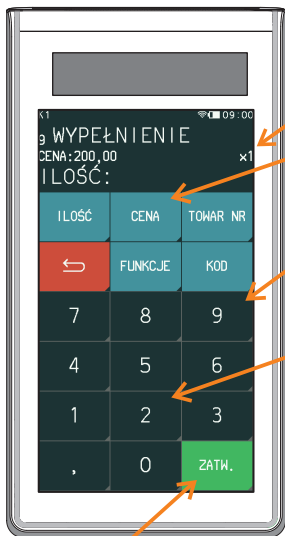 K1 09:00
9 WYPEŁNIENIE
CENA:200,00 x1
ILOŚĆ:
ILOŚĆ CENA TOWAR NR
FUNKCJE KOD
7 8 9
4 5 6
1 2 3
, 0 ZATW.